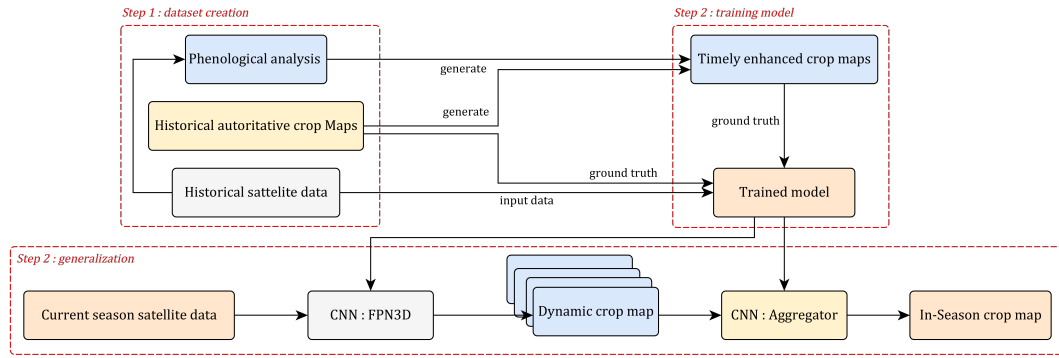 Step 1 : dataset creation
Step 2 : training model
Phenological analysis
generate
Timely enhanced crop maps
Historical autoritative crop Maps
generate
ground truth
ground truth
Historical sattelite data
input data
Trained model
Step 2 : generalization
Current season satellite data
CNN : FPN3D
Dynamic crop map
CNN : Aggregator
In-Season crop map